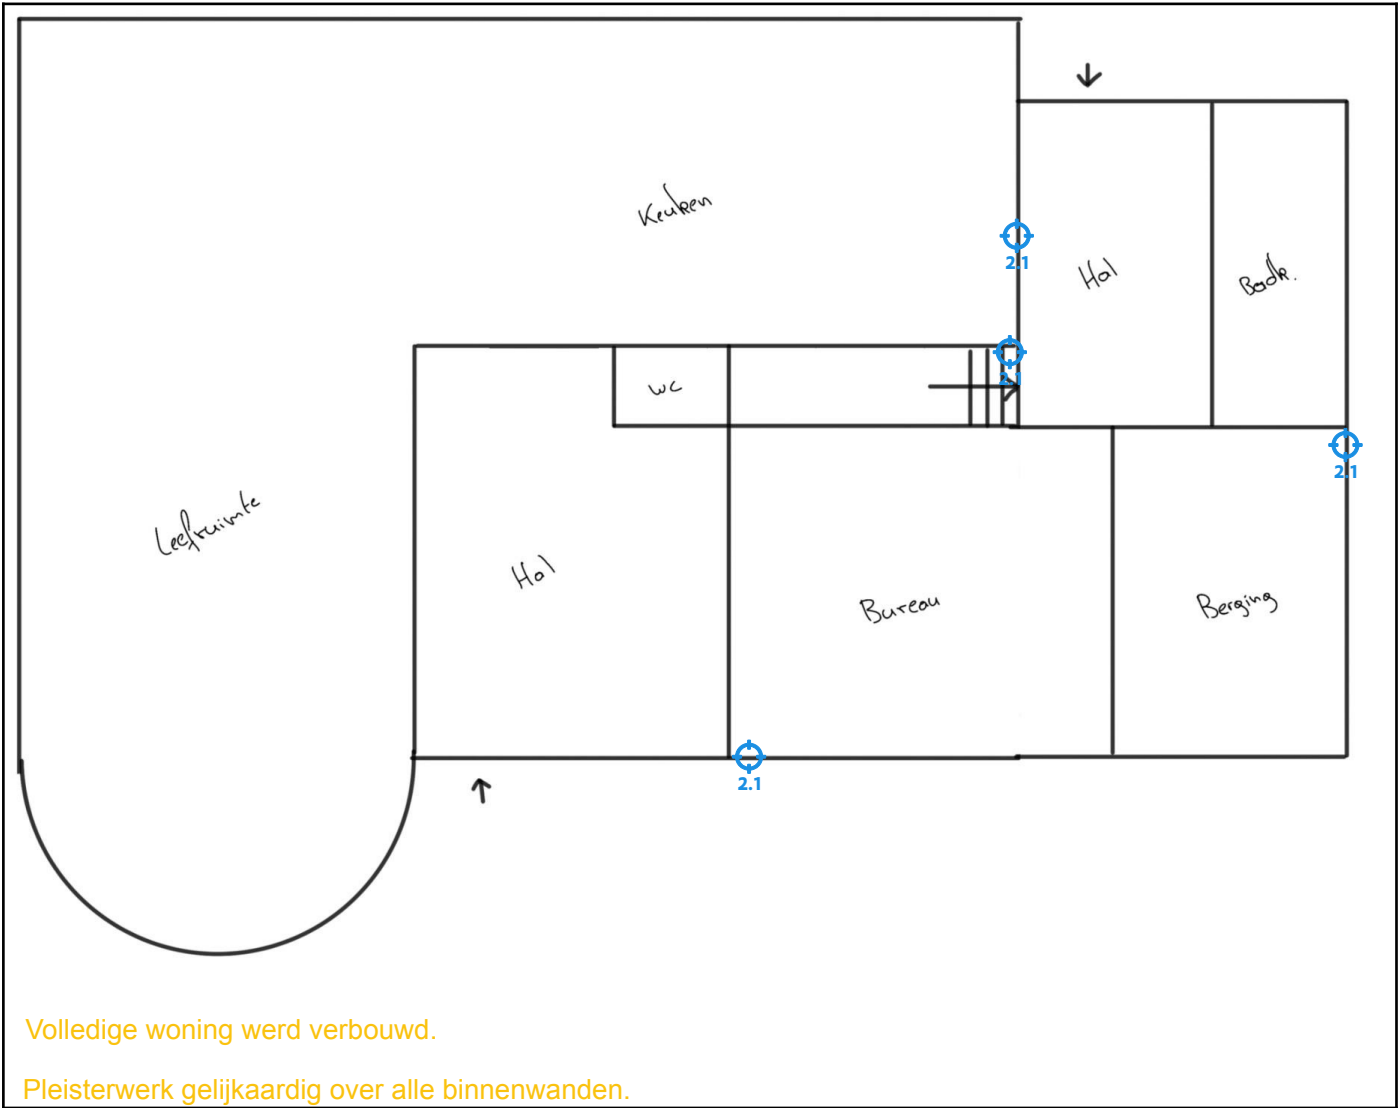 Keuken
2.1
Hal
Badk.
2.1
wc
2.1
Leefruimte
Hal
Bureau
Berging
2.1
Volledige woning werd verbouwd.
Pleisterwerk gelijkaardig over alle binnenwanden.